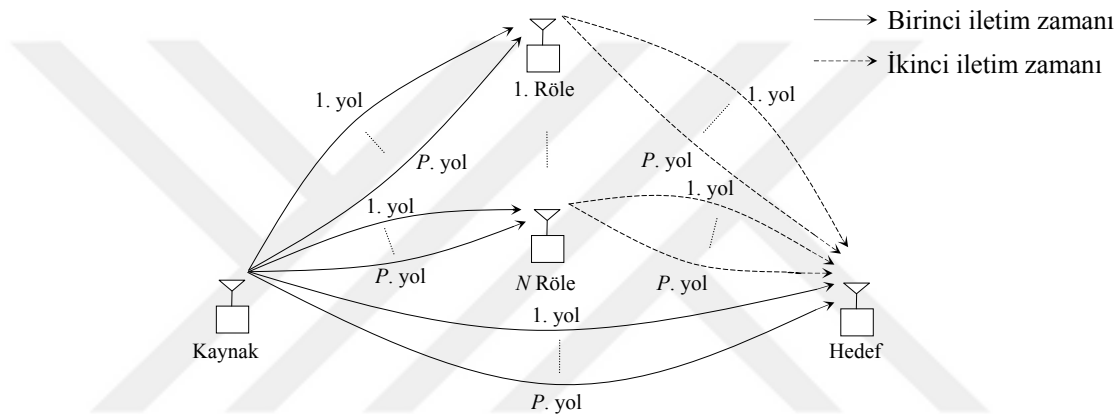 Birinci iletim zamanı
İkinci iletim zamanı
1. Röle
1. yol
1. yol
P. yol
P. yol
1. yol
1. yol
P. yol
N Röle
P. yol
1. yol
Kaynak
Hedef
P. yol